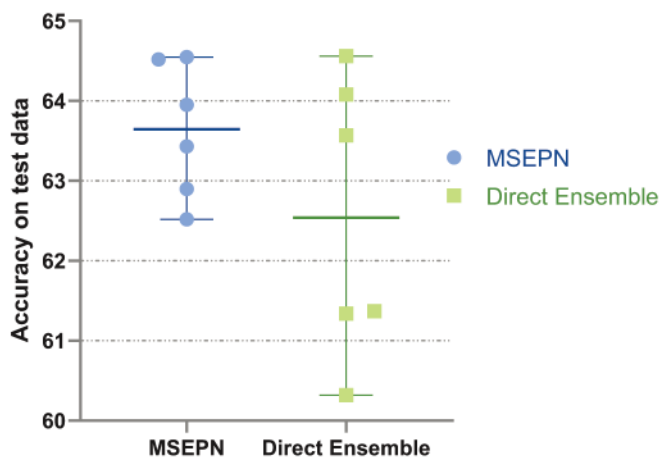 Accuracy on test data
65
64
63
62
61
60
MSEPN
Direct Ensemble
MSEPN Direct Ensemble